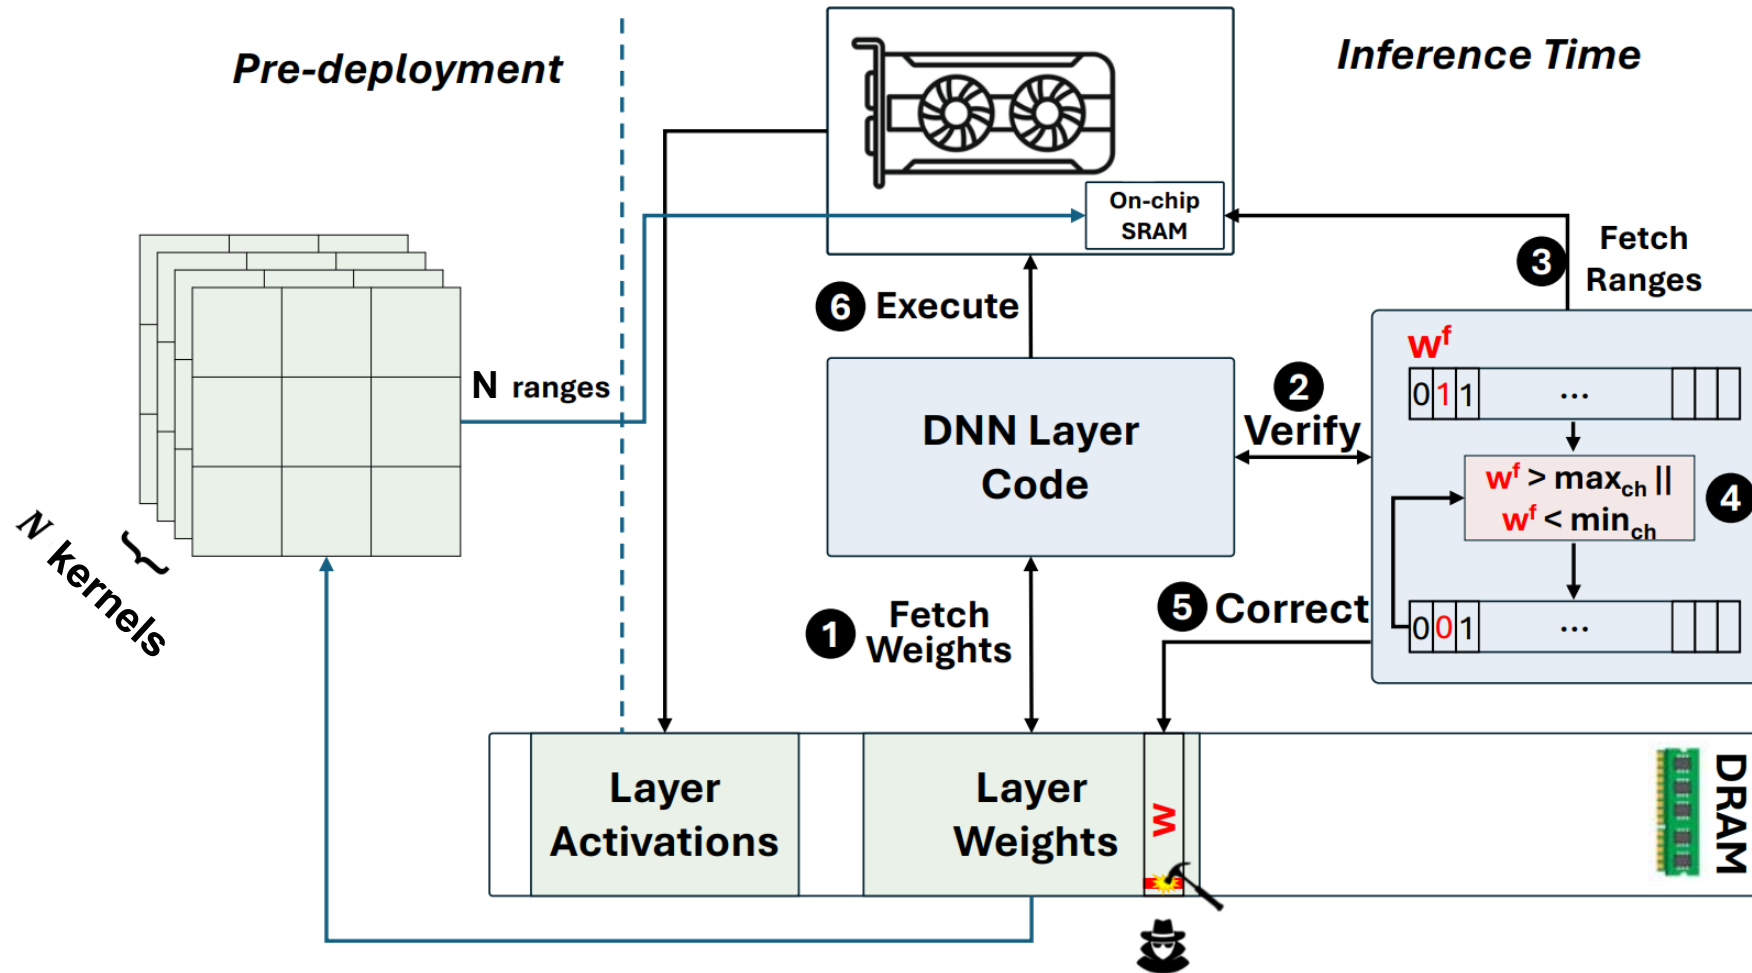 Pre-deployment
Inference Time
On-chip
SRAM
3
Fetch
Ranges
6 Execute
N ranges
N kernels
DNN Layer
Code
2
Verify
wᶠ
0 1 1 ...
wᶠ > maxch ||
wᶠ < minch
4
0 0 1 ...
5 Correct
1
Fetch
Weights
Layer
Activations
Layer
Weights
W
DRAM